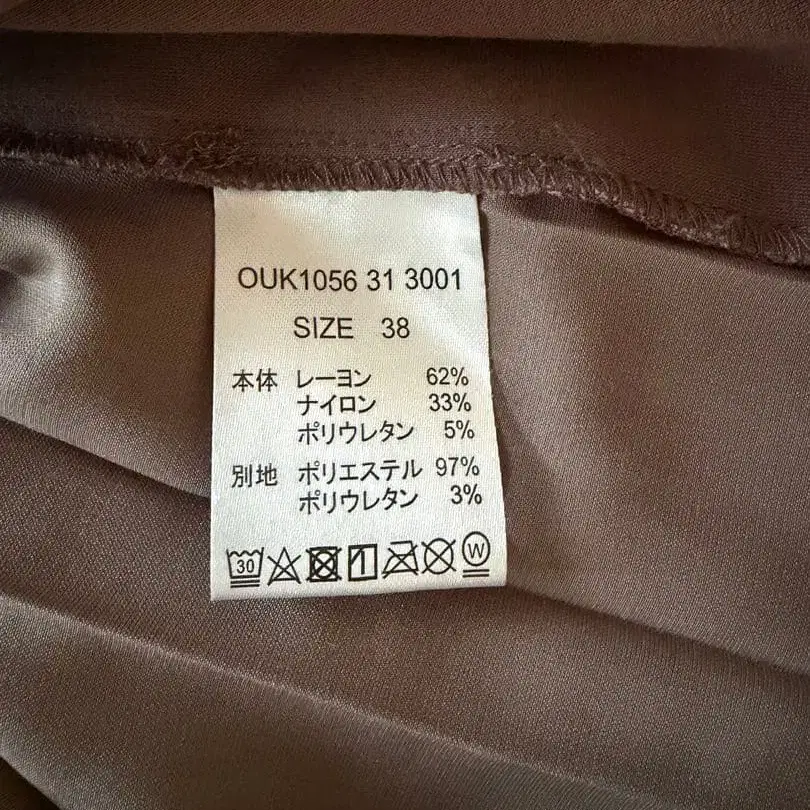 OUK1056 31 3001
SIZE 38
本体 レーヨン 62%
ナイロン 33%
ポリウレタン 5%
別地 ポリエステル 97%
ポリウレタン 3%
30 W